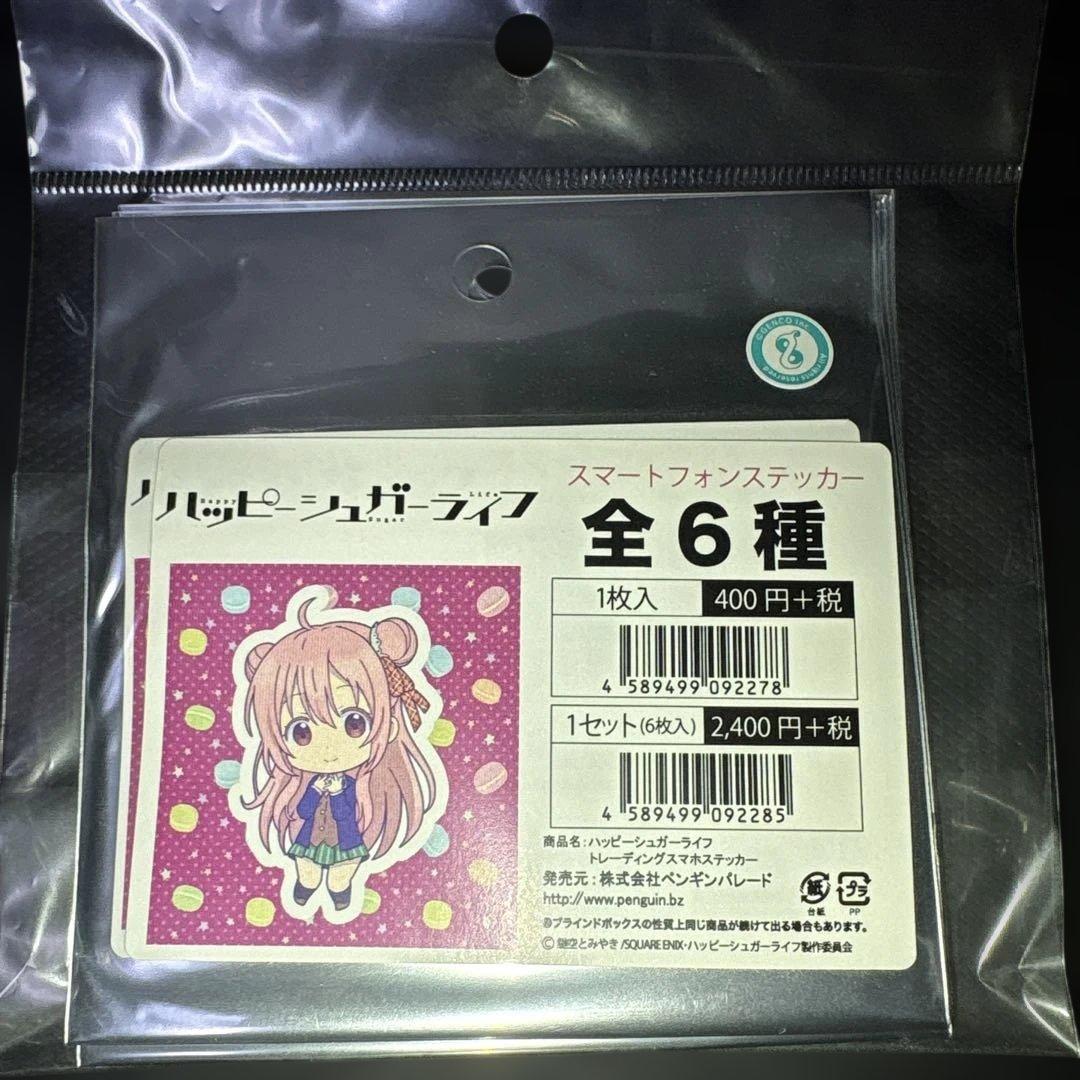 ©GENCO Inc.
All rights reserved
ハッピーシュガーライフ
Happy Sugar Life
スマートフォンステッカー
全6種
1枚入 400円+税
4 589499 092278
1セット(6枚入) 2,400円+税
4 589499 092285
商品名:ハッピーシュガーライフ
トレーディングスマホステッカー
発売元:株式会社ペンギンパレード
http://www.penguin.bz
紙 プラ
台紙 PP
※ブラインドボックスの性質上同じ商品が続けて出る場合もあります。
©鍵空とみやき/SQUARE ENIX・ハッピーシュガーライフ製作委員会